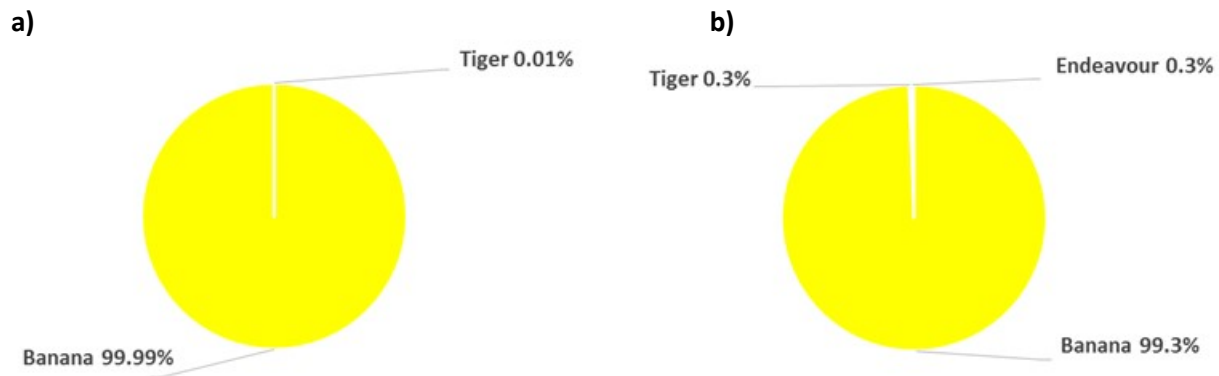 a)
Tiger 0.01%
Banana 99.99%
b)
Tiger 0.3%
Endeavour 0.3%
Banana 99.3%